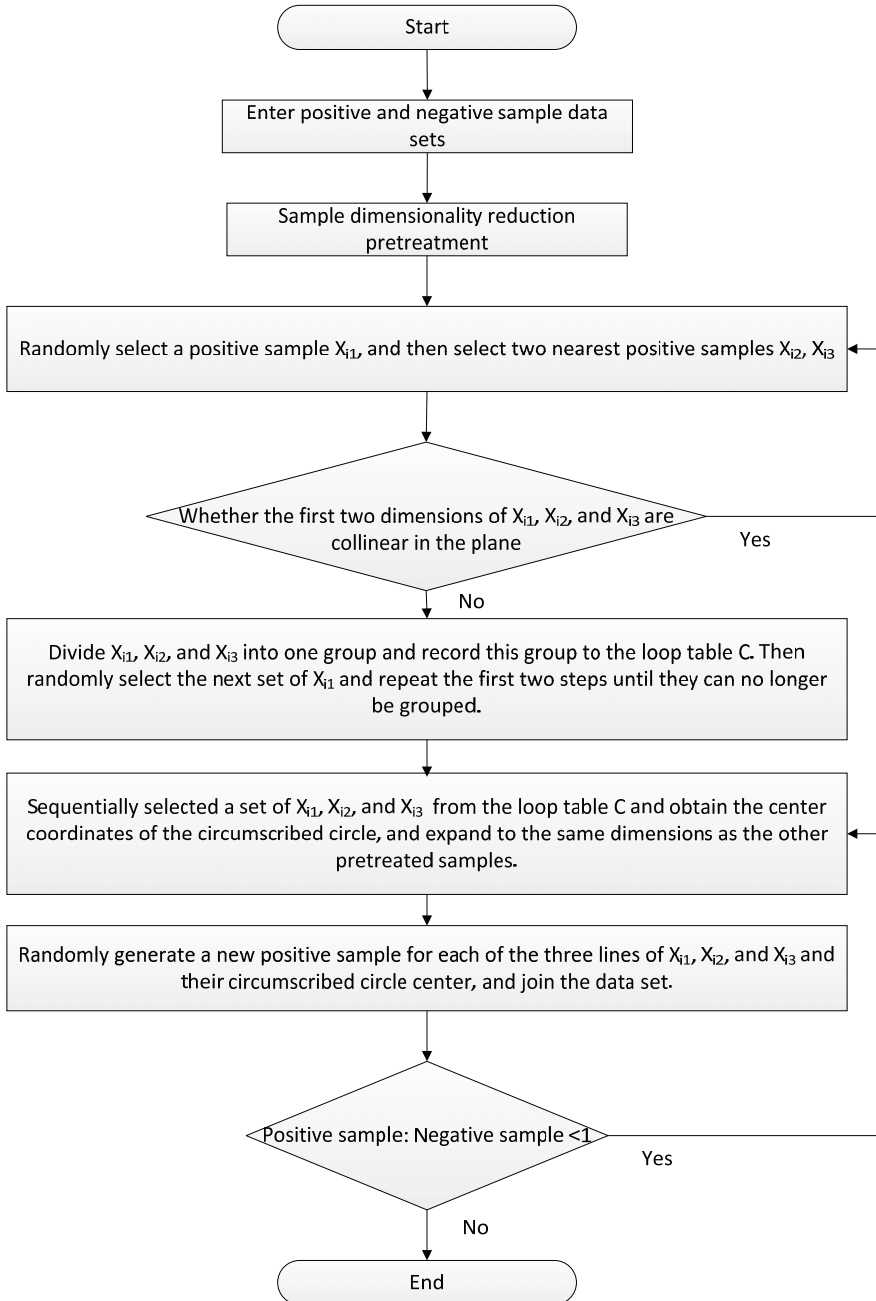 Start
Enter positive and negative sample data
sets
Sample dimensionality reduction
pretreatment
Randomly select a positive sample Xi1, and then select two nearest positive samples Xi2, Xi3
Whether the first two dimensions of Xi1, Xi2, and Xi3 are
collinear in the plane
Yes
No
Divide Xi1, Xi2, and Xi3 into one group and record this group to the loop table C. Then
randomly select the next set of Xi1 and repeat the first two steps until they can no longer
be grouped.
Sequentially selected a set of Xi1, Xi2, and Xi3 from the loop table C and obtain the center
coordinates of the circumscribed circle, and expand to the same dimensions as the other
pretreated samples.
Randomly generate a new positive sample for each of the three lines of Xi1, Xi2, and Xi3 and
their circumscribed circle center, and join the data set.
Positive sample: Negative sample <1
Yes
No
End